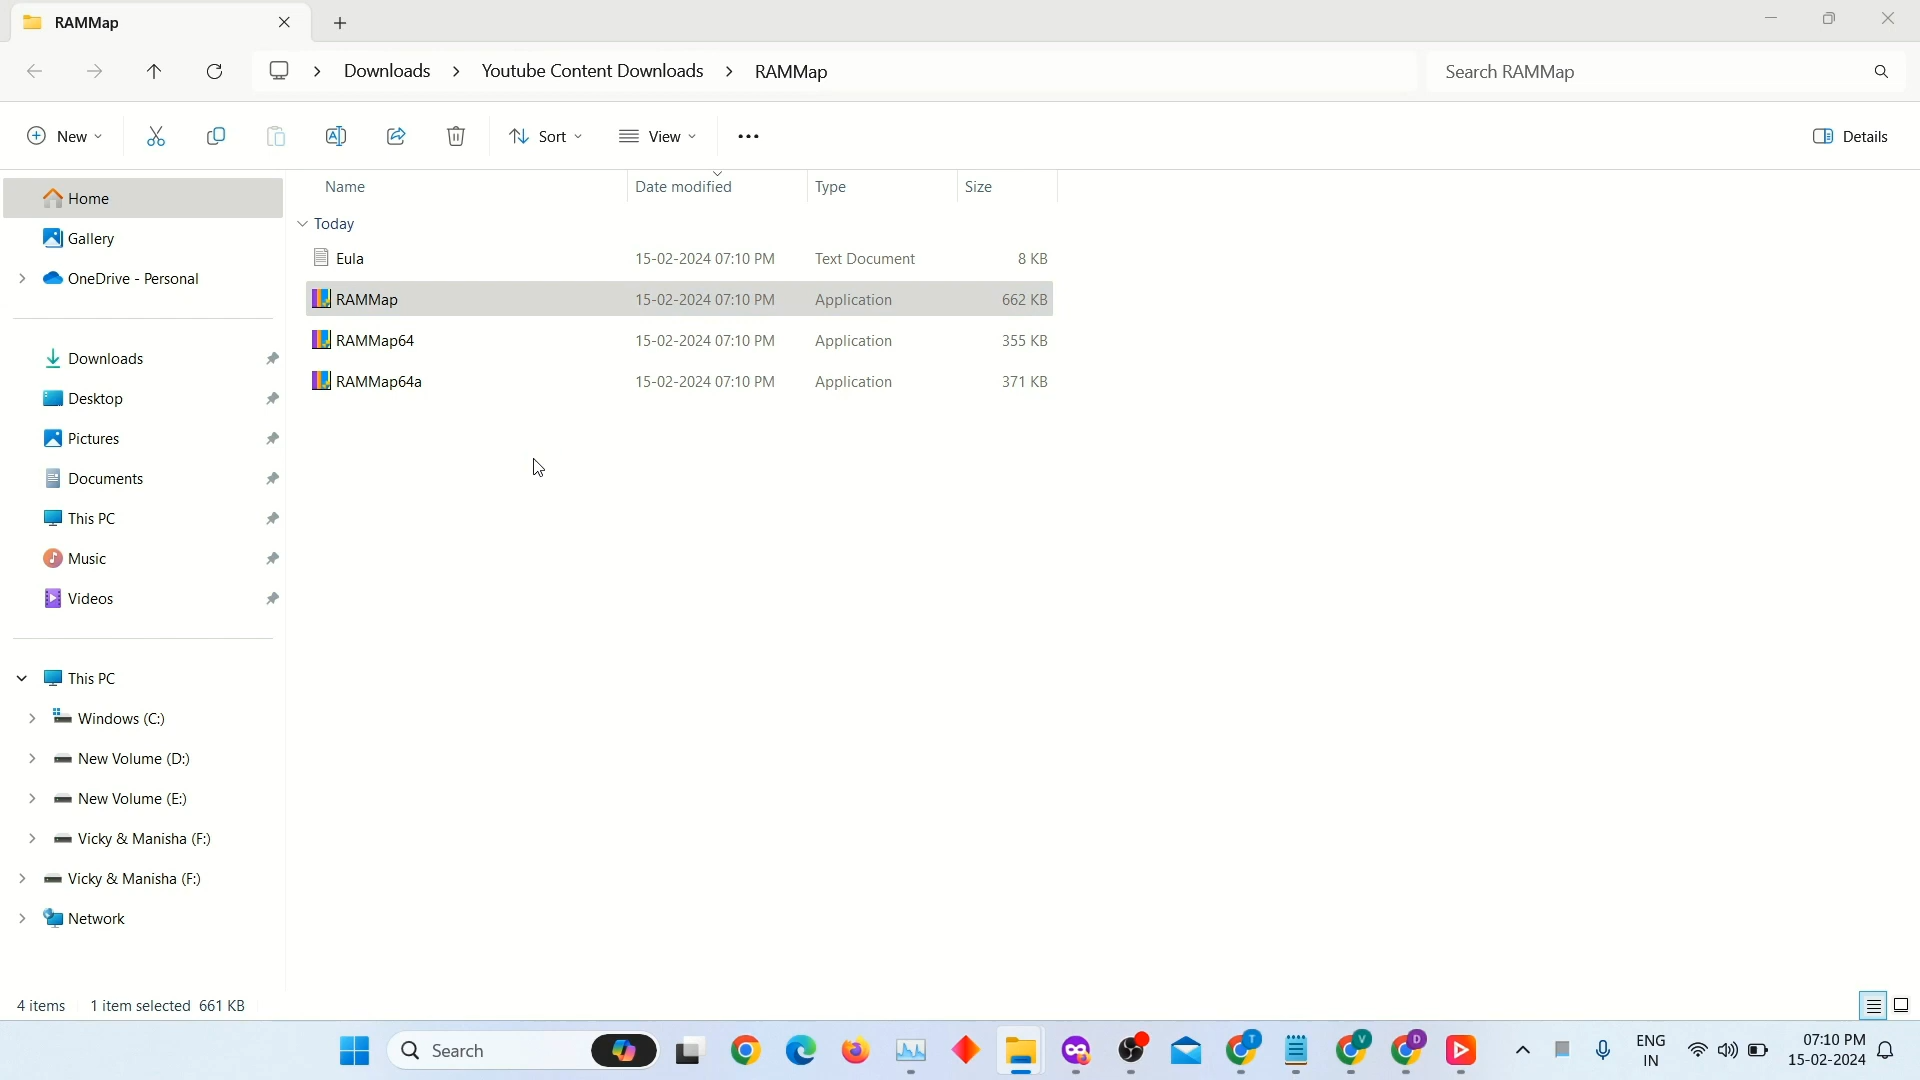 RAMMap
Downloads > Youtube Content Downloads > RAMMap
Search RAMMap
New
Sort
View
Details
Home
Gallery
OneDrive - Personal
Downloads
Desktop
Pictures
Documents
This PC
Music
Videos
This PC
Windows (C:)
New Volume (D:)
New Volume (E:)
Vicky & Manisha (F:)
Vicky & Manisha (F:)
Network
Name Date modified Type Size
Today
Eula 15-02-2024 07:10 PM Text Document 8 KB
RAMMap 15-02-2024 07:10 PM Application 662 KB
RAMMap64 15-02-2024 07:10 PM Application 355 KB
RAMMap64a 15-02-2024 07:10 PM Application 371 KB
4 items 1 item selected 661 KB
Search
T
V
D
ENG
IN
07:10 PM
15-02-2024